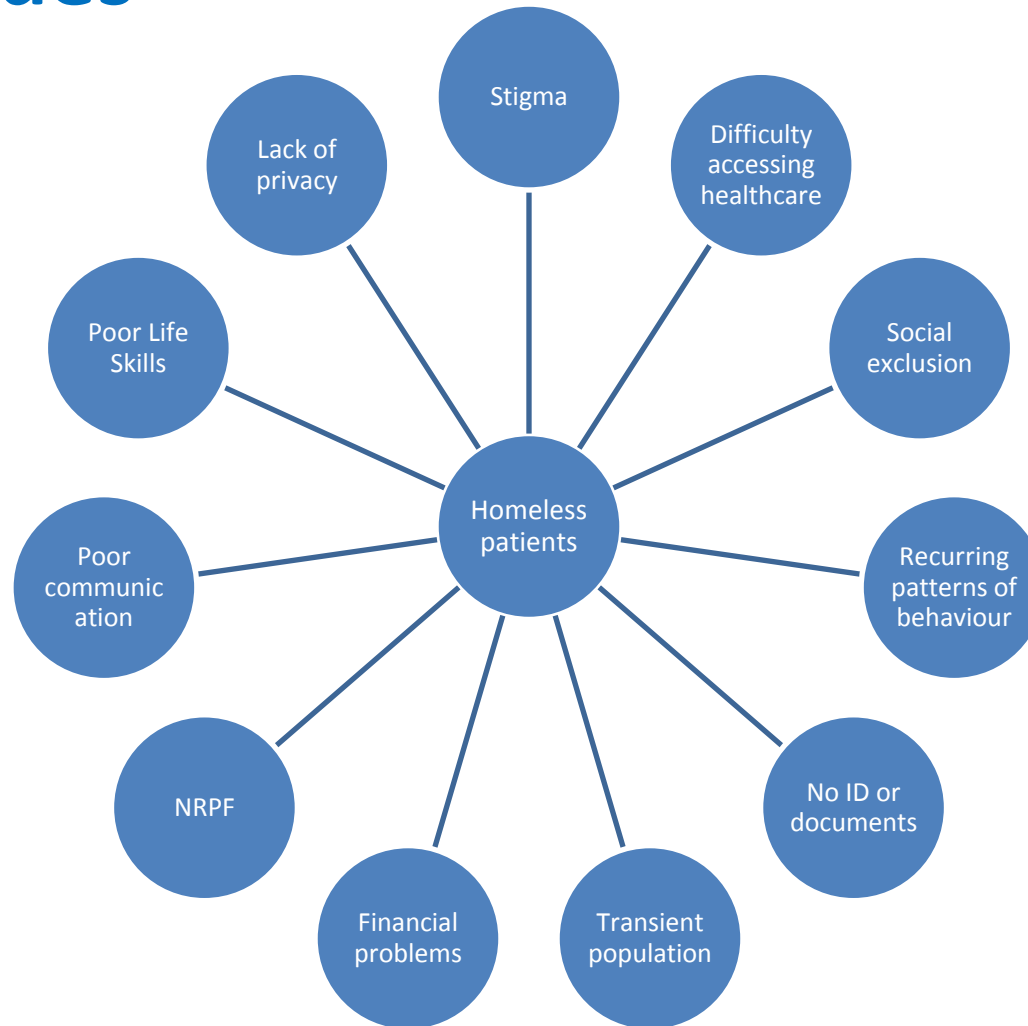 Stigma
Difficulty
accessing
healthcare
Social
exclusion
Recurring
patterns of
behaviour
No ID or
documents
Transient
population
Financial
problems
NRPF
Poor
communic
ation
Poor Life
Skills
Lack of
privacy
Homeless
patients